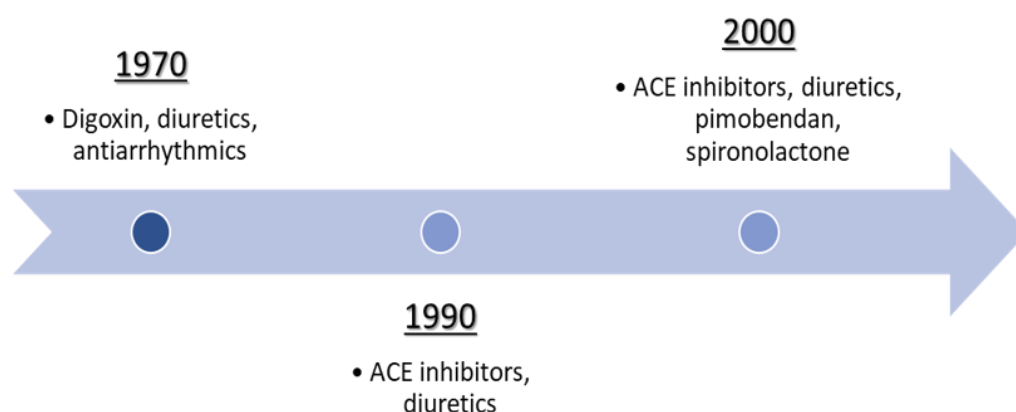 1970
• Digoxin, diuretics,
antiarrhythmics
2000
• ACE inhibitors, diuretics,
pimobendan,
spironolactone
1990
• ACE inhibitors,
diuretics